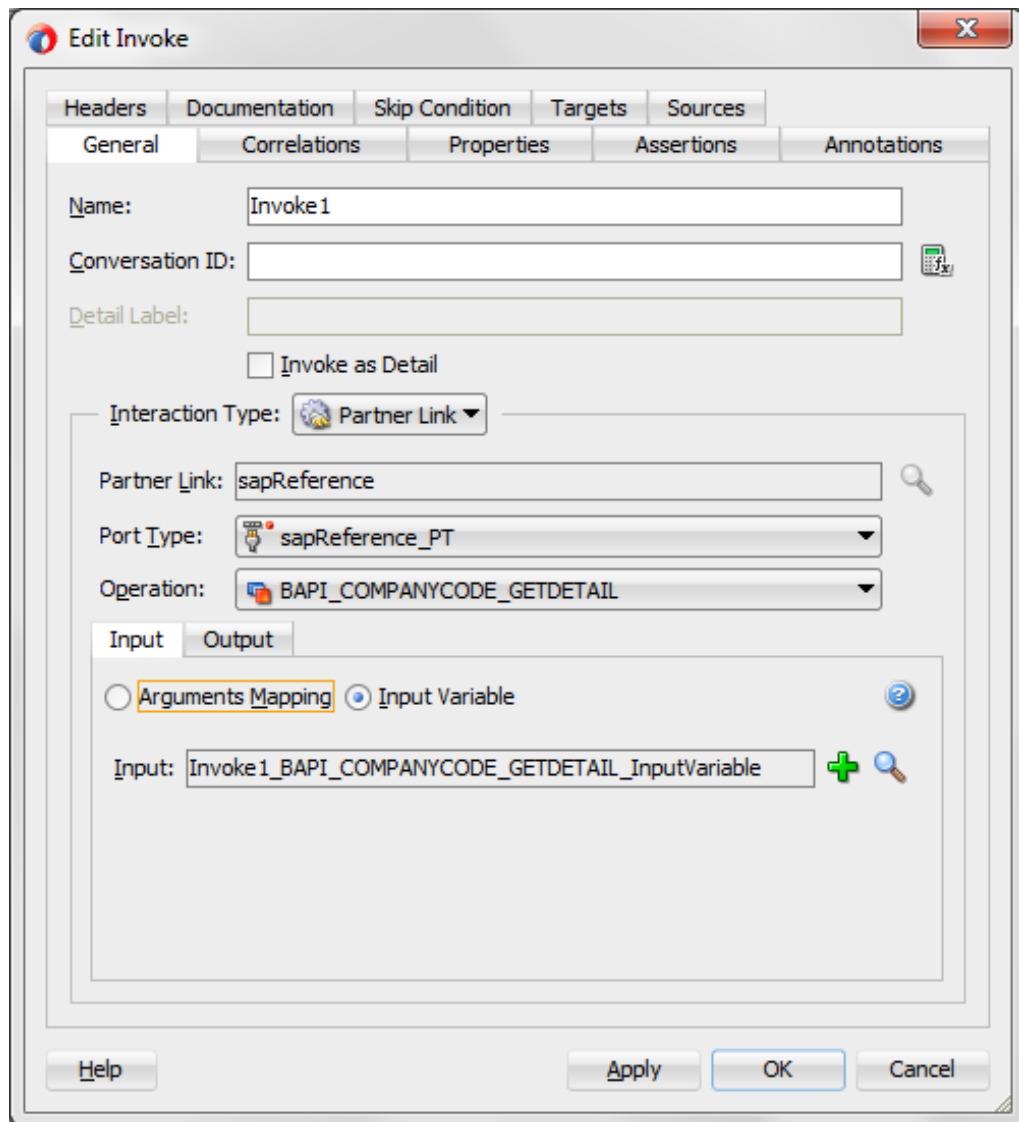 Edit Invoke
Headers Documentation Skip Condition Targets Sources
General Correlations Properties Assertions Annotations
Name: Invoke1
Conversation ID:
Detail Label:
Invoke as Detail
Interaction Type: Partner Link
Partner Link: sapReference
Port Type: sapReference_PT
Operation: BAPI_COMPANYCODE_GETDETAIL
Input Output
Arguments Mapping Input Variable
Input: Invoke1_BAPI_COMPANYCODE_GETDETAIL_InputVariable
Help Apply OK Cancel